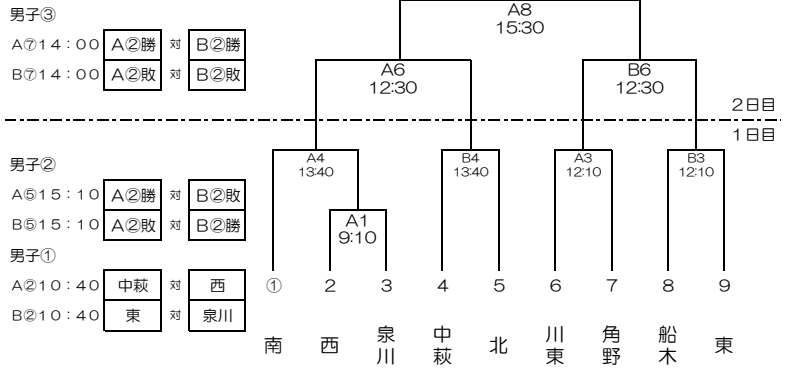 男子③
A⑦14：00 A②勝 対 B②勝
B⑦14：00 A②敗 対 B②敗
A8
15:30
A6
12:30
B6
12:30
2日目
1日目
男子②
A⑤15：10 A②勝 対 B②敗
B⑤15：10 A②敗 対 B②勝
A4
13:40
B4
13:40
A3
12:10
B3
12:10
A1
9:10
男子①
A②10：40 中萩 対 西
B②10：40 東 対 泉川
① 2 3 4 5 6 7 8 9
南 西 泉川 中萩 北 川東 角野 船木 東